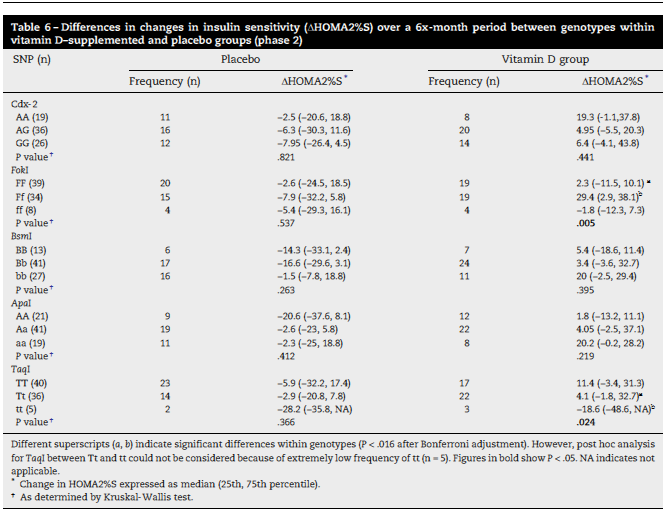 Table 6 – Differences in changes in insulin sensitivity (ΔHOMA2%S) over a 6x-month period between genotypes within
vitamin D–supplemented and placebo groups (phase 2)
SNP (n) Placebo Vitamin D group
Frequency (n) ΔHOMA2%S* Frequency (n) ΔHOMA2%S*
Cdx-2
AA (19) 11 −2.5 (−20.6, 18.8) 8 19.3 (-1.1,37.8)
AG (36) 16 −6.3 (−30.3, 11.6) 20 4.95 (−5.5, 20.3)
GG (26) 12 −7.95 (−26.4, 4.5) 14 6.4 (−4.1, 43.8)
P value† .821 .441
FokI
FF (39) 20 −2.6 (−24.5, 18.5) 19 2.3 (−11.5, 10.1) a
Ff (34) 15 −7.9 (−32.2, 5.8) 19 29.4 (2.9, 38.1)b
ff (8) 4 −5.4 (−29.3, 16.1) 4 −1.8 (−12.3, 7.3)
P value† .537 .005
BsmI
BB (13) 6 −14.3 (−33.1, 2.4) 7 5.4 (−18.6, 11.4)
Bb (41) 17 −16.6 (−29.6, 3.1) 24 3.4 (−3.6, 32.7)
bb (27) 16 −1.5 (−7.8, 18.8) 11 20 (−2.5, 29.4)
P value† .263 .395
ApaI
AA (21) 9 −20.6 (−37.6, 8.1) 12 1.8 (−13.2, 11.1)
Aa (41) 19 −2.6 (−23, 5.8) 22 4.05 (−2.5, 37.1)
aa (19) 11 −2.3 (−25, 18.8) 8 20.2 (−0.2, 28.2)
P value† .412 .219
TaqI
TT (40) 23 −5.9 (−32.2, 17.4) 17 11.4 (−3.4, 31.3)
Tt (36) 14 −2.9 (−20.8, 7.8) 22 4.1 (−1.8, 32.7)a
tt (5) 2 −28.2 (−35.8, NA) 3 −18.6 (−48.6, NA)b
P value† .366 .024
Different superscripts (a, b) indicate significant differences within genotypes (P < .016 after Bonferroni adjustment). However, post hoc analysis
for TaqI between Tt and tt could not be considered because of extremely low frequency of tt (n = 5). Figures in bold show P < .05. NA indicates not
applicable.
* Change in HOMA2%S expressed as median (25th, 75th percentile).
† As determined by Kruskal-Wallis test.